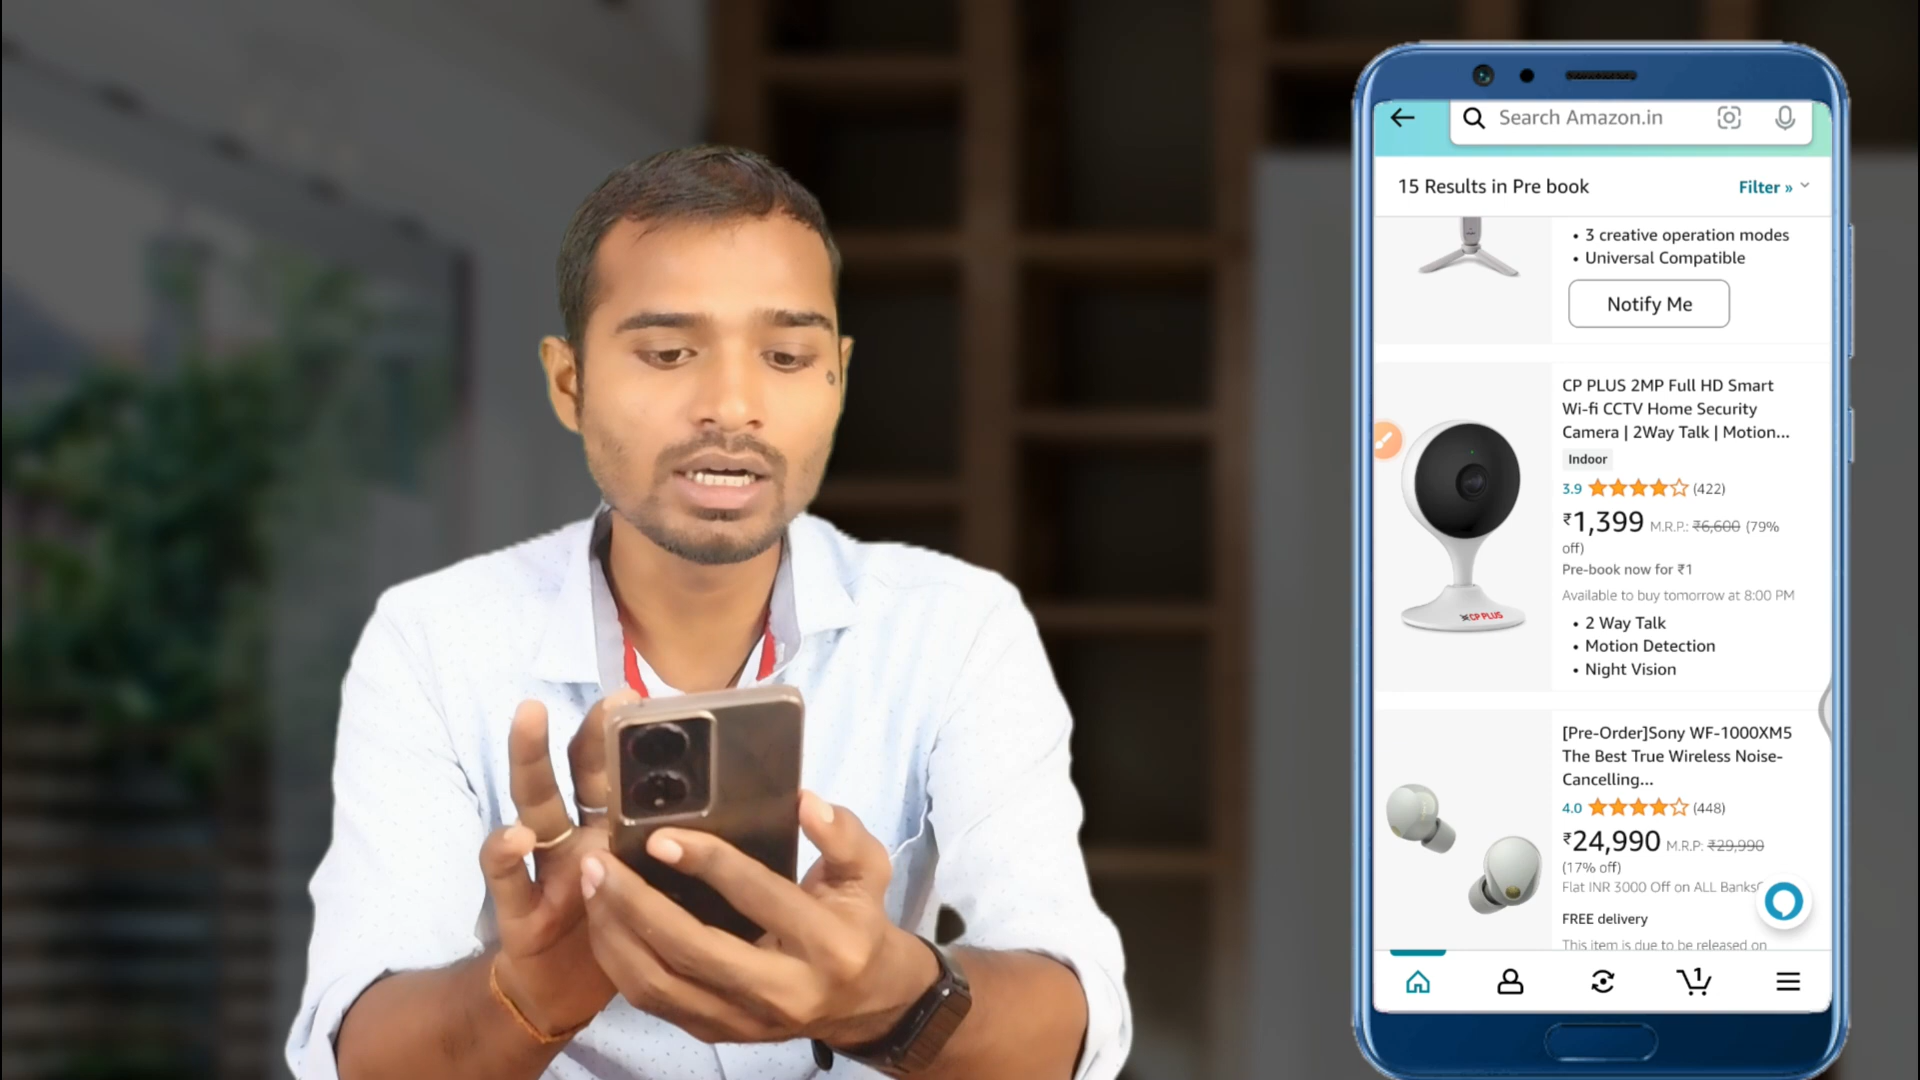 Search Amazon.in
15 Results in Pre book
Filter »
• 3 creative operation modes
• Universal Compatible
Notify Me
CP PLUS 2MP Full HD Smart
Wi-fi CCTV Home Security
Camera | 2Way Talk | Motion...
Indoor
3.9 (422)
₹1,399 M.R.P.: ₹6,600 (79%
off)
Pre-book now for ₹1
Available to buy tomorrow at 8:00 PM
• 2 Way Talk
• Motion Detection
• Night Vision
CP PLUS
[Pre-Order]Sony WF-1000XM5
The Best True Wireless Noise-
Cancelling...
4.0 (448)
₹24,990 M.R.P: ₹29,990
(17% off)
Flat INR 3000 Off on ALL Banks
FREE delivery
This item is due to be released on
1